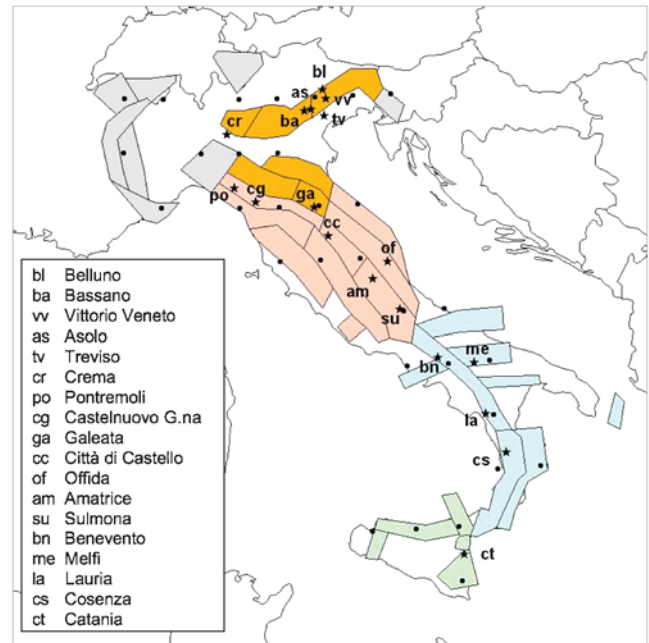 bl
as
vv
cr
ba
tv
po
cg
ga
cc
of
am
su
me
bn
la
cs
ct
bl Belluno
ba Bassano
vv Vittorio Veneto
as Asolo
tv Treviso
cr Crema
po Pontremoli
cg Castelnuovo G.na
ga Galeata
cc Città di Castello
of Offida
am Amatrice
su Sulmona
bn Benevento
me Melfi
la Lauria
cs Cosenza
ct Catania